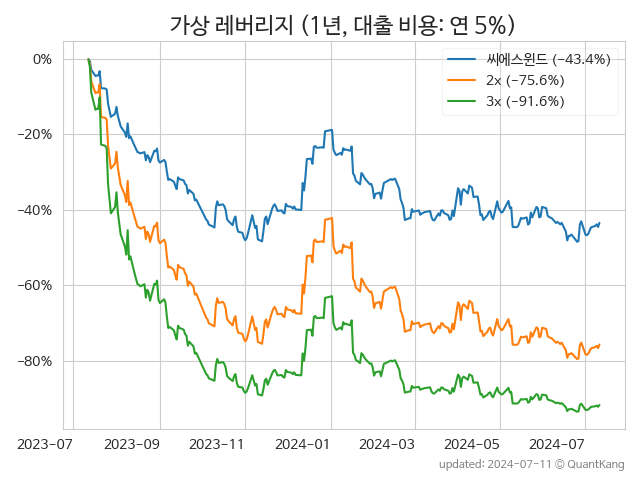 가상 레버리지 (1년, 대출 비용: 연 5%)
씨에스윈드 (−43.4%)
2x (−75.6%)
3x (−91.6%)
0%
−20%
−40%
−60%
−80%
2023-07 2023-09 2023-11 2024-01 2024-03 2024-05 2024-07
updated: 2024-07-11 © QuantKang